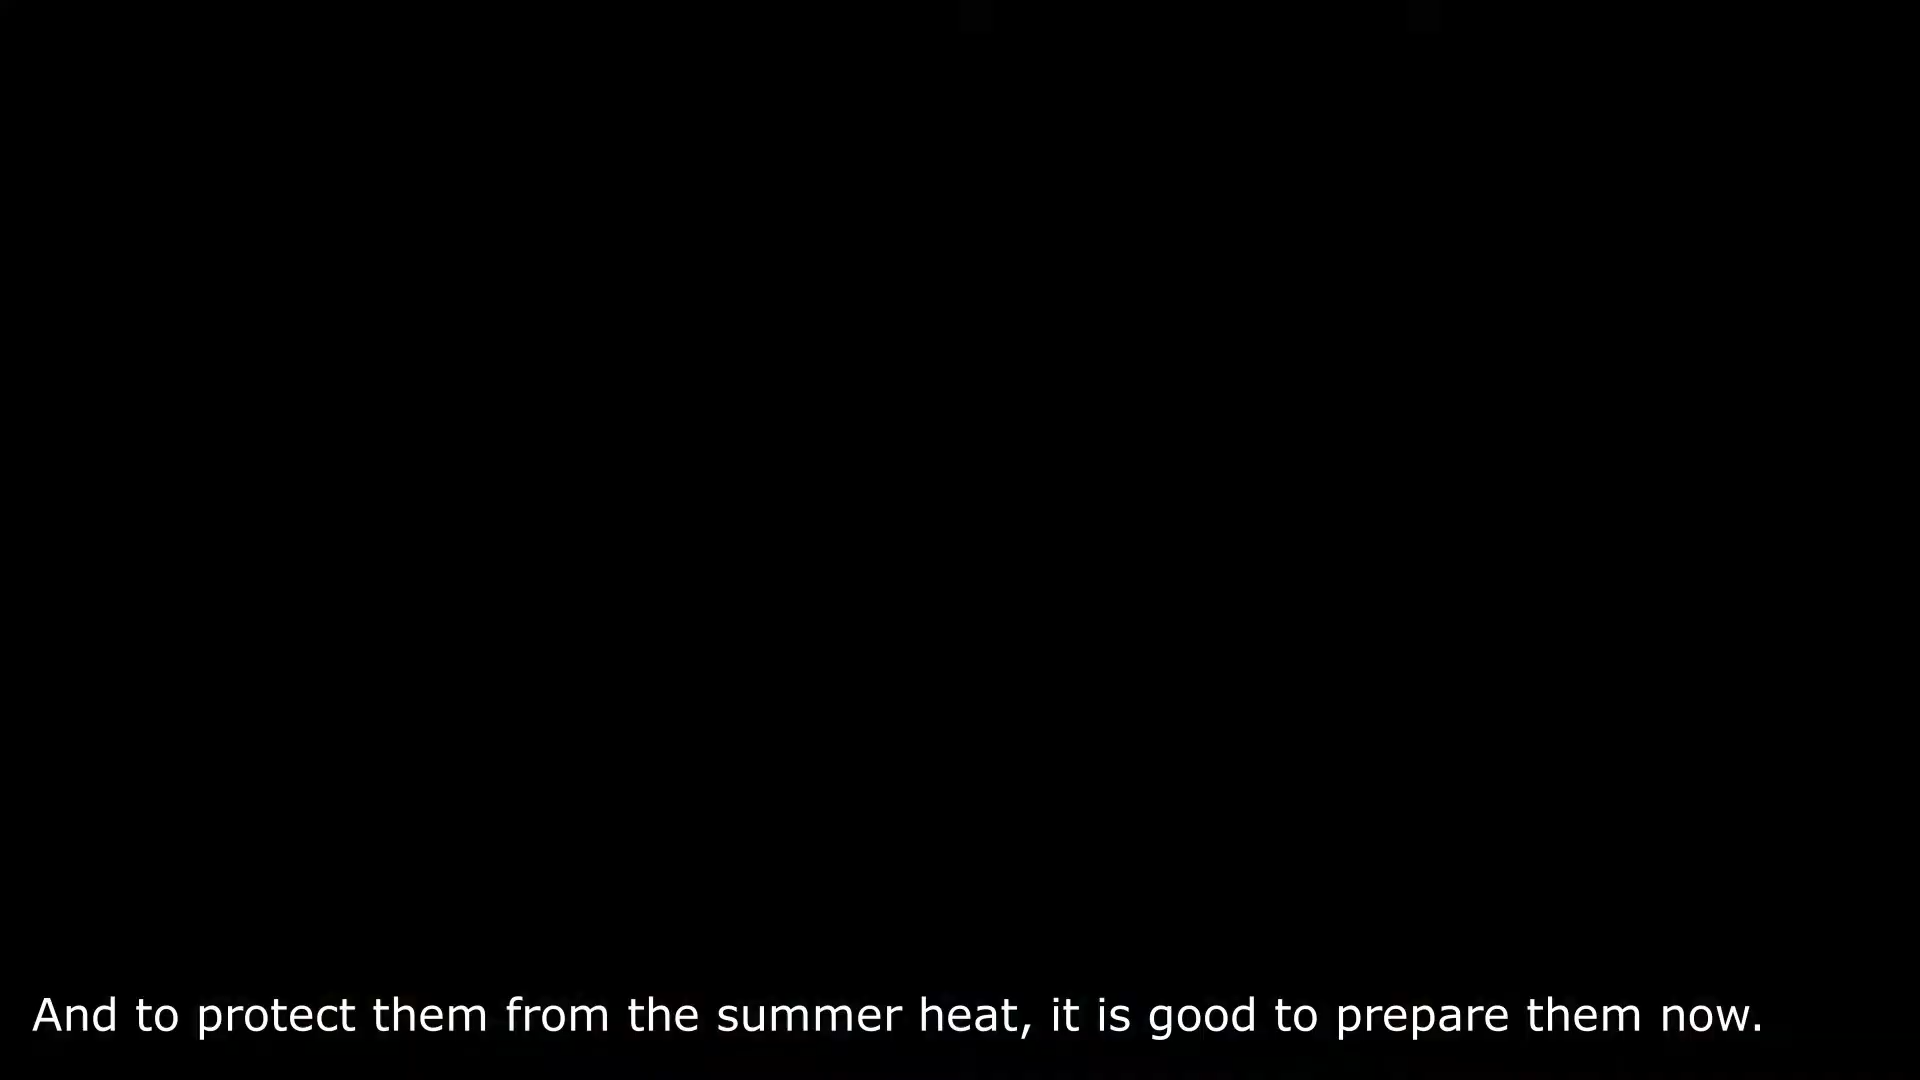 And to protect them from the summer heat, it is good to prepare them now.